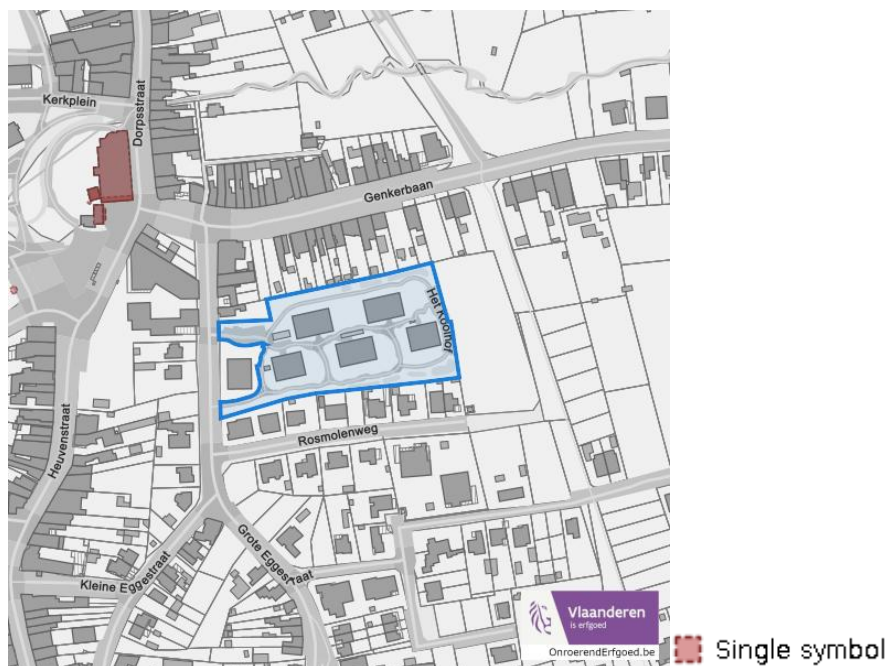 Kerkplein
Dorpsstraat
Genkerbaan
Het Koolhof
Rosmolenweg
Heuvenstraat
Grote Eggestraat
Kleine Eggestraat
Vlaanderen
is erfgoed
OnroerendErfgoed.be
Single symbol